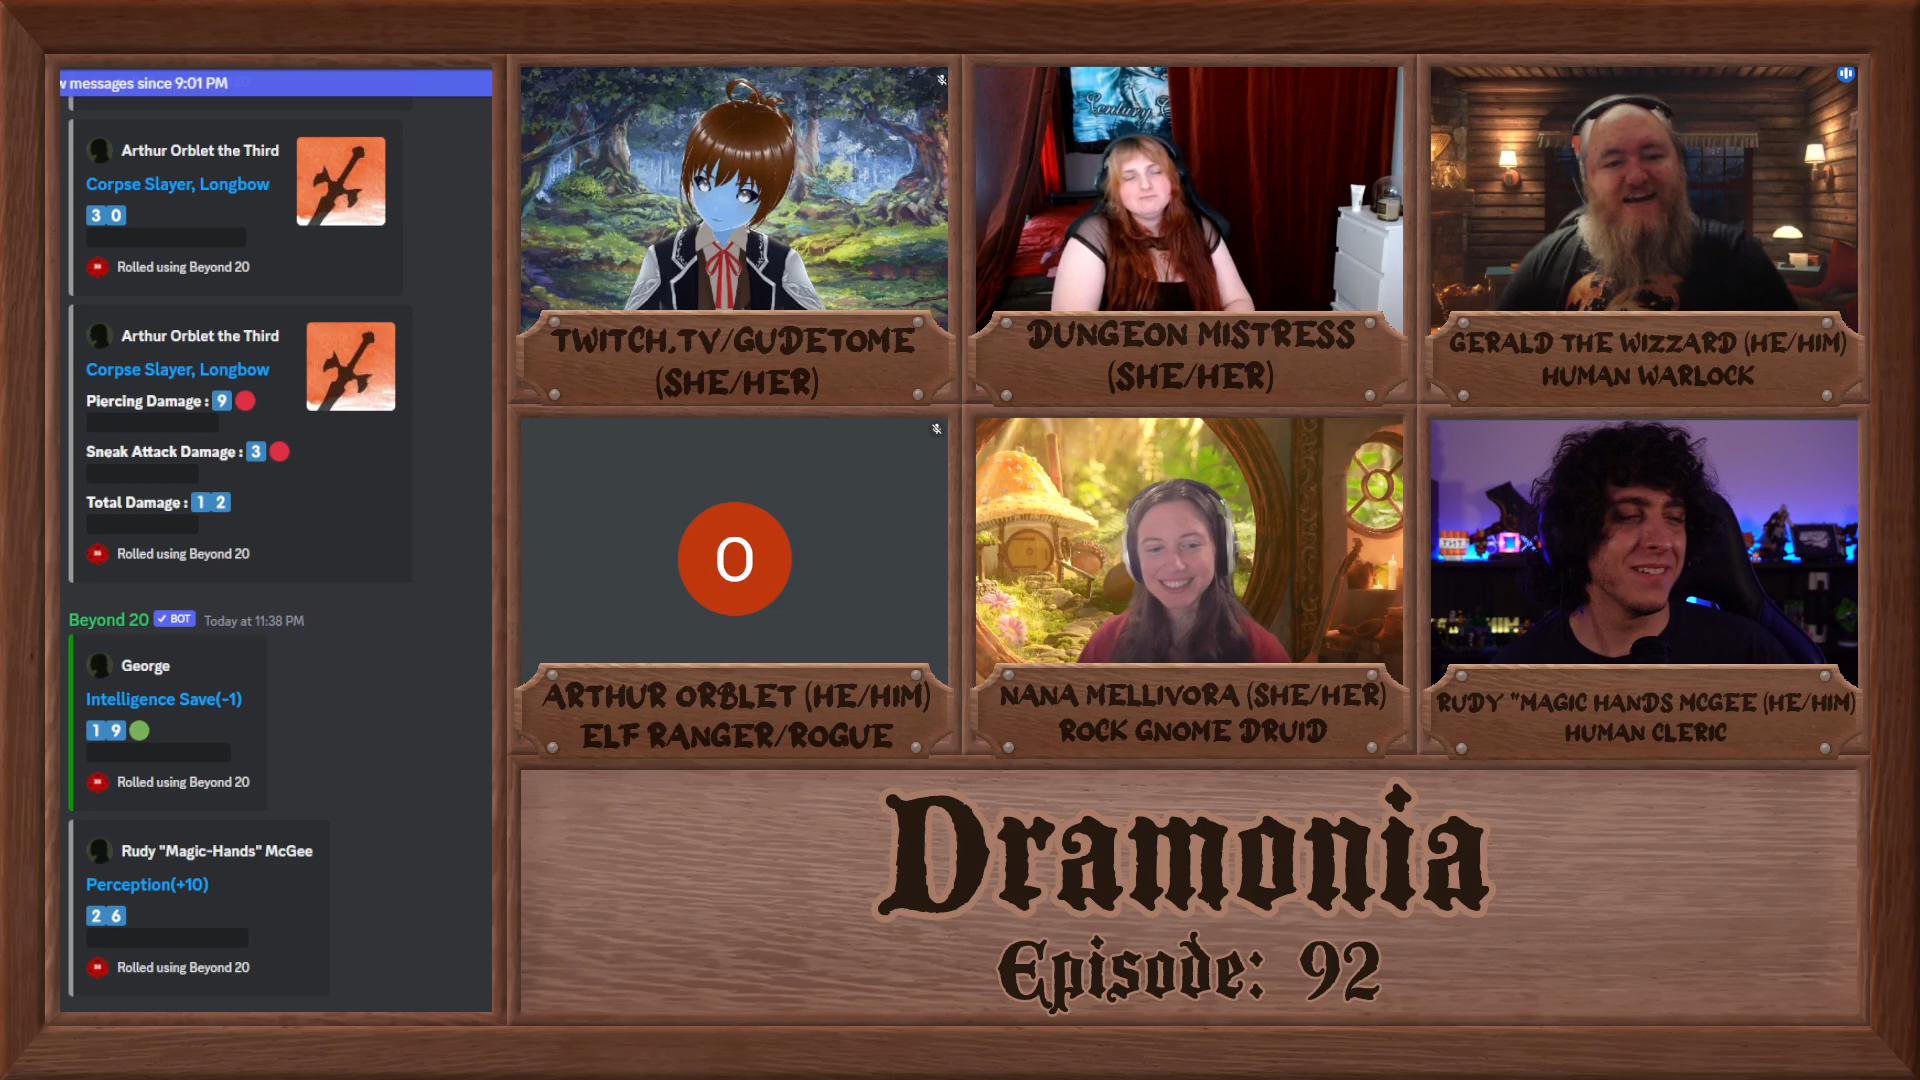 messages since 9:01 PM
Arthur Orblet the Third
Corpse Slayer, Longbow
30
Rolled using Beyond 20
Arthur Orblet the Third
Corpse Slayer, Longbow
Piercing Damage : 9
Sneak Attack Damage : 3
Total Damage : 12
Rolled using Beyond 20
Beyond 20 ✓ BOT Today at 11:38 PM
George
Intelligence Save(-1)
19
Rolled using Beyond 20
Rudy "Magic-Hands" McGee
Perception(+10)
26
Rolled using Beyond 20
Century
TWITCH.TV/GUDETOME
(SHE/HER)
DUNGEON MISTRESS
(SHE/HER)
GERALD THE WIZZARD (HE/HIM)
HUMAN WARLOCK
O
TNT
ARTHUR ORBLET (HE/HIM)
ELF RANGER/ROGUE
NANA MELLIVORA (SHE/HER)
ROCK GNOME DRUID
RUDY "MAGIC HANDS MCGEE (HE/HIM)
HUMAN CLERIC
Dramonia
Episode: 92